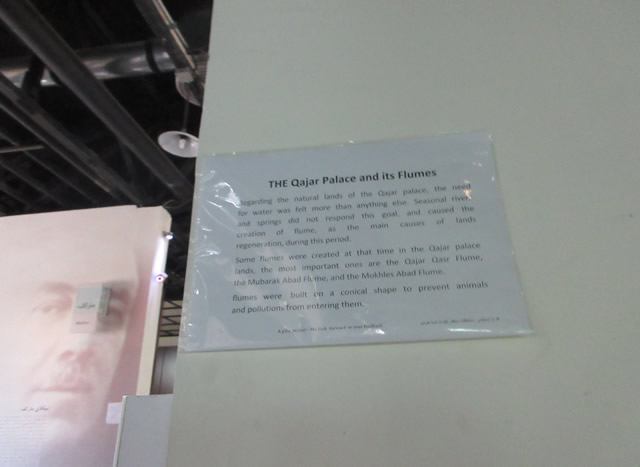 THE Qajar Palace and its Flumes
Regarding the natural lands of the Qajar palace, the need
for water was felt more than anything else. Seasonal river
and springs did not respond this goal and caused the
creation of flume, as the main causes of lands
regeneration, during this period.
Some flumes were created at that time in the Qajar palace
lands, the most important ones are the Qajar Qasr Flume,
the Mubarak Abad Flume, and the Mokhles Abad Flume.
flumes were built on a conical shape to prevent animals
and pollutions from entering them.